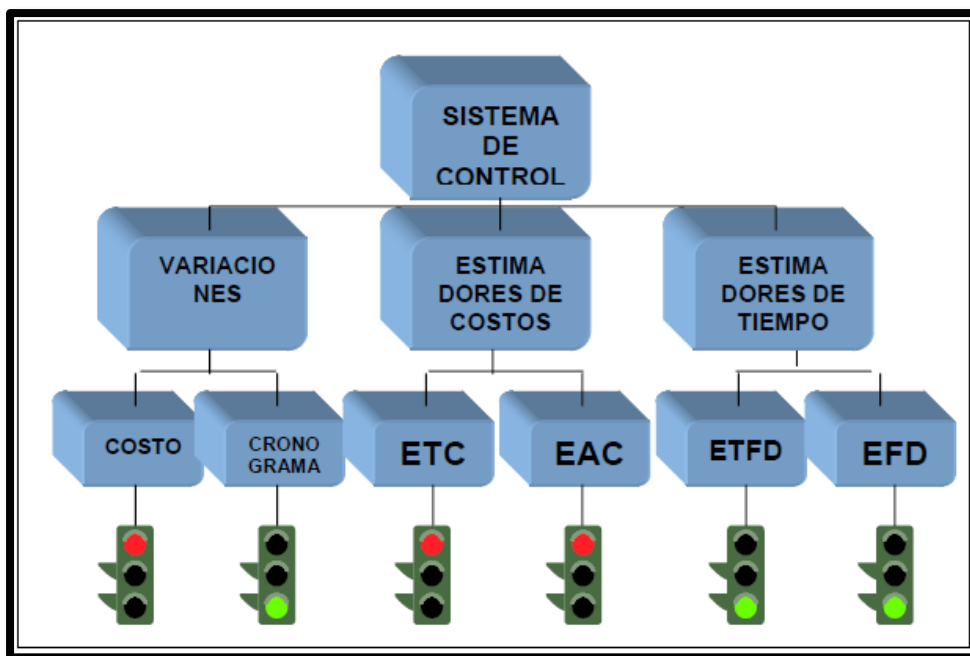 SISTEMA
DE
CONTROL
VARIACIO
NES
ESTIMA
DORES DE
COSTOS
ESTIMA
DORES DE
TIEMPO
COSTO
CRONO
GRAMA
ETC
EAC
ETFD
EFD